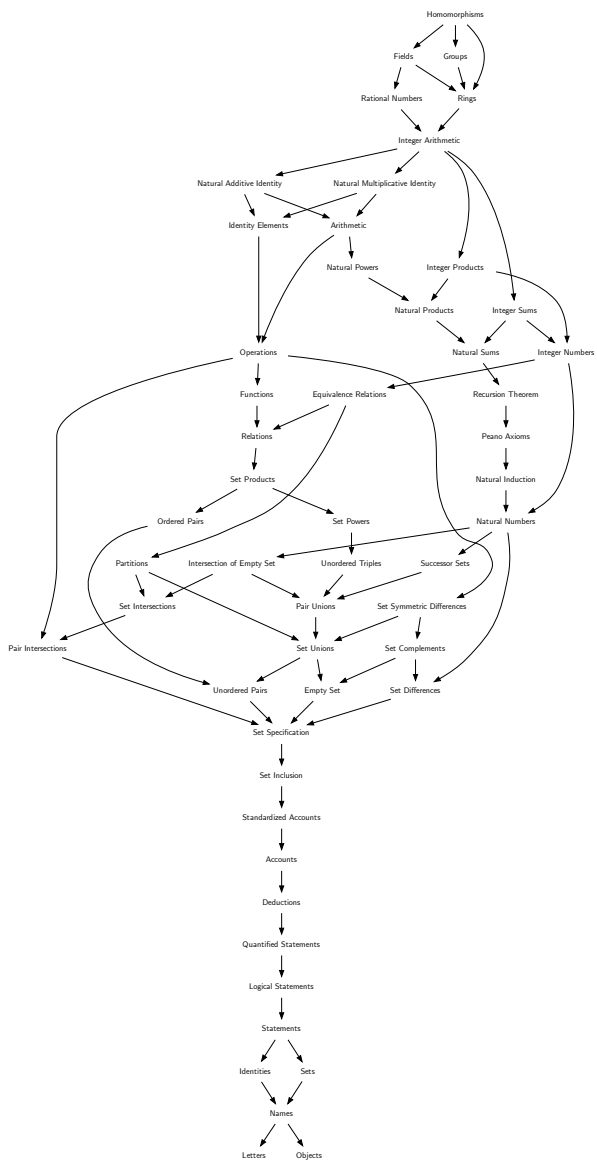 Homomorphisms
Fields
Groups
Rational Numbers
Rings
Integer Arithmetic
Natural Additive Identity
Natural Multiplicative Identity
Identity Elements
Arithmetic
Natural Powers
Integer Products
Natural Products
Integer Sums
Operations
Natural Sums
Integer Numbers
Functions
Equivalence Relations
Recursion Theorem
Relations
Peano Axioms
Set Products
Natural Induction
Ordered Pairs
Set Powers
Natural Numbers
Partitions
Intersection of Empty Set
Unordered Triples
Successor Sets
Set Intersections
Pair Unions
Set Symmetric Differences
Pair Intersections
Set Unions
Set Complements
Unordered Pairs
Empty Set
Set Differences
Set Specification
Set Inclusion
Standardized Accounts
Accounts
Deductions
Quantified Statements
Logical Statements
Statements
Identities
Sets
Names
Letters
Objects